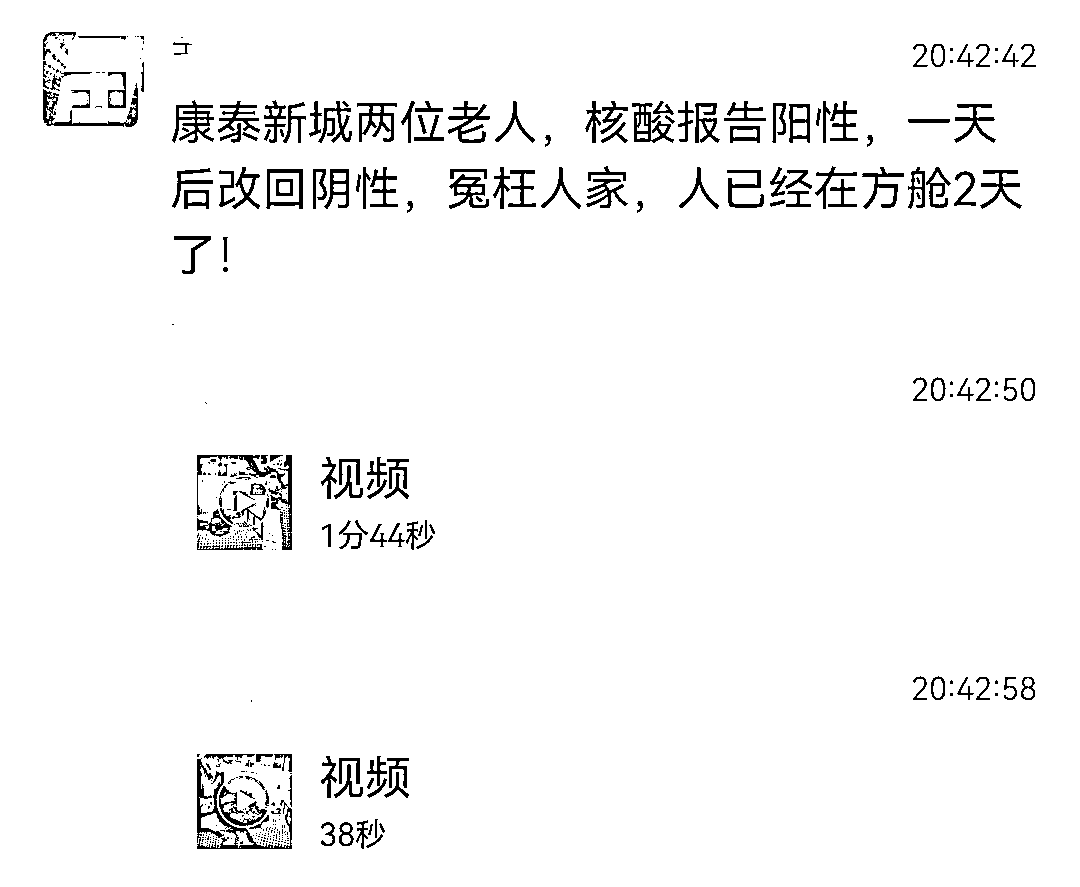 20:42:42
康泰新城两位老人，核酸报告阳性，一天
后改回阴性，冤枉人家，人已经在方舱2天
了！
20:42:50
视频
1分44秒
20:42:58
视频
38秒